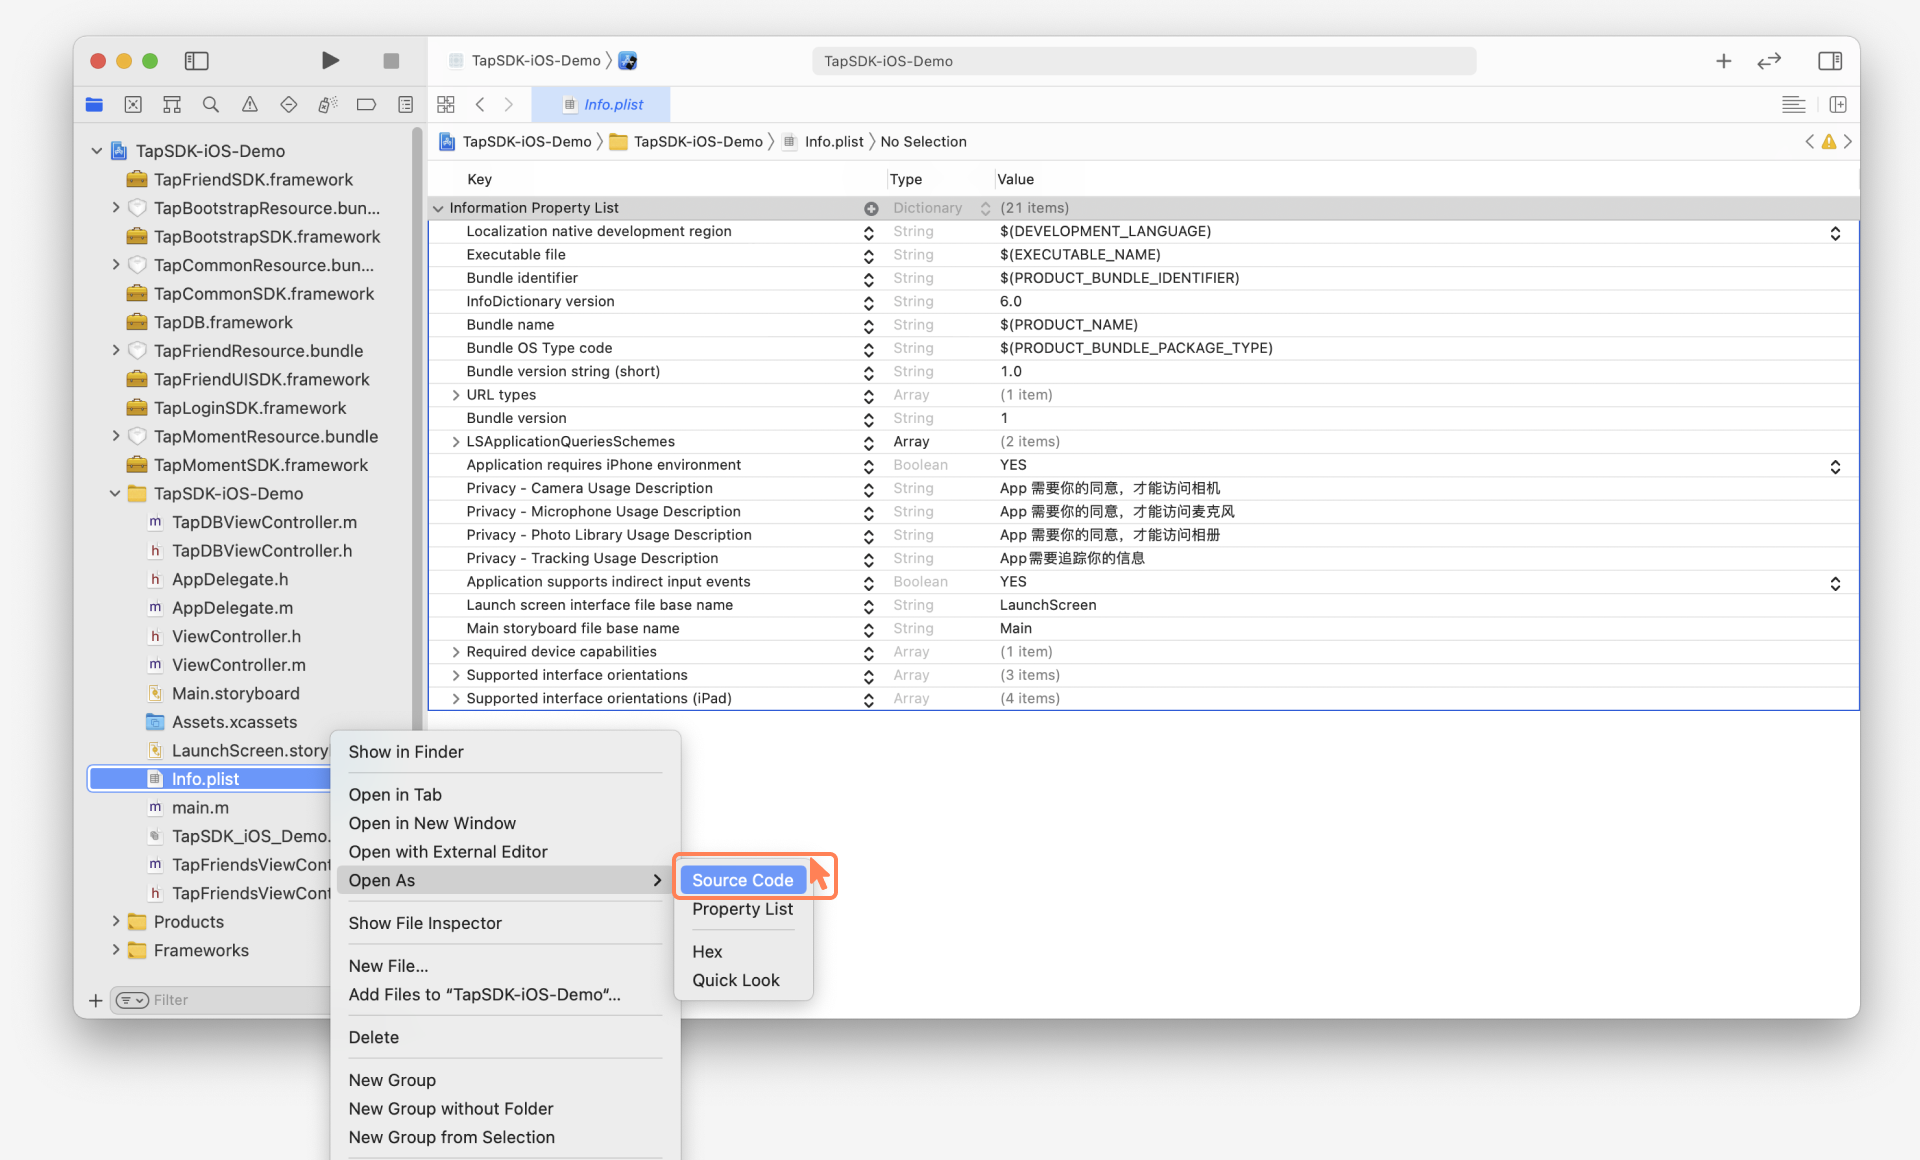 TapSDK-iOS-Demo
TapSDK-iOS-Demo
Info.plist
TapSDK-iOS-Demo
TapSDK-iOS-Demo
Info.plist
No Selection
TapSDK-iOS-Demo
TapFriendSDK.framework
TapBootstrapResource.bun...
TapBootstrapSDK.framework
TapCommonResource.bun...
TapCommonSDK.framework
TapDB.framework
TapFriendResource.bundle
TapFriendUISDK.framework
TapLoginSDK.framework
TapMomentResource.bundle
TapMomentSDK.framework
TapSDK-iOS-Demo
m TapDBViewController.m
h TapDBViewController.h
h AppDelegate.h
m AppDelegate.m
h ViewController.h
m ViewController.m
Main.storyboard
Assets.xcassets
LaunchScreen.story
Info.plist
m main.m
TapSDK_iOS_Demo.
m TapFriendsViewCont
h TapFriendsViewCont
Products
Frameworks
Filter
Key Type Value
Information Property List Dictionary (21 items)
Localization native development region String $(DEVELOPMENT_LANGUAGE)
Executable file String $(EXECUTABLE_NAME)
Bundle identifier String $(PRODUCT_BUNDLE_IDENTIFIER)
InfoDictionary version String 6.0
Bundle name String $(PRODUCT_NAME)
Bundle OS Type code String $(PRODUCT_BUNDLE_PACKAGE_TYPE)
Bundle version string (short) String 1.0
URL types Array (1 item)
Bundle version String 1
LSApplicationQueriesSchemes Array (2 items)
Application requires iPhone environment Boolean YES
Privacy - Camera Usage Description String App 需要你的同意，才能访问相机
Privacy - Microphone Usage Description String App 需要你的同意，才能访问麦克风
Privacy - Photo Library Usage Description String App 需要你的同意，才能访问相册
Privacy - Tracking Usage Description String App需要追踪你的信息
Application supports indirect input events Boolean YES
Launch screen interface file base name String LaunchScreen
Main storyboard file base name String Main
Required device capabilities Array (1 item)
Supported interface orientations Array (3 items)
Supported interface orientations (iPad) Array (4 items)
Show in Finder
Open in Tab
Open in New Window
Open with External Editor
Open As
Show File Inspector
New File...
Add Files to “TapSDK-iOS-Demo“...
Delete
New Group
New Group without Folder
New Group from Selection
Source Code
Property List
Hex
Quick Look